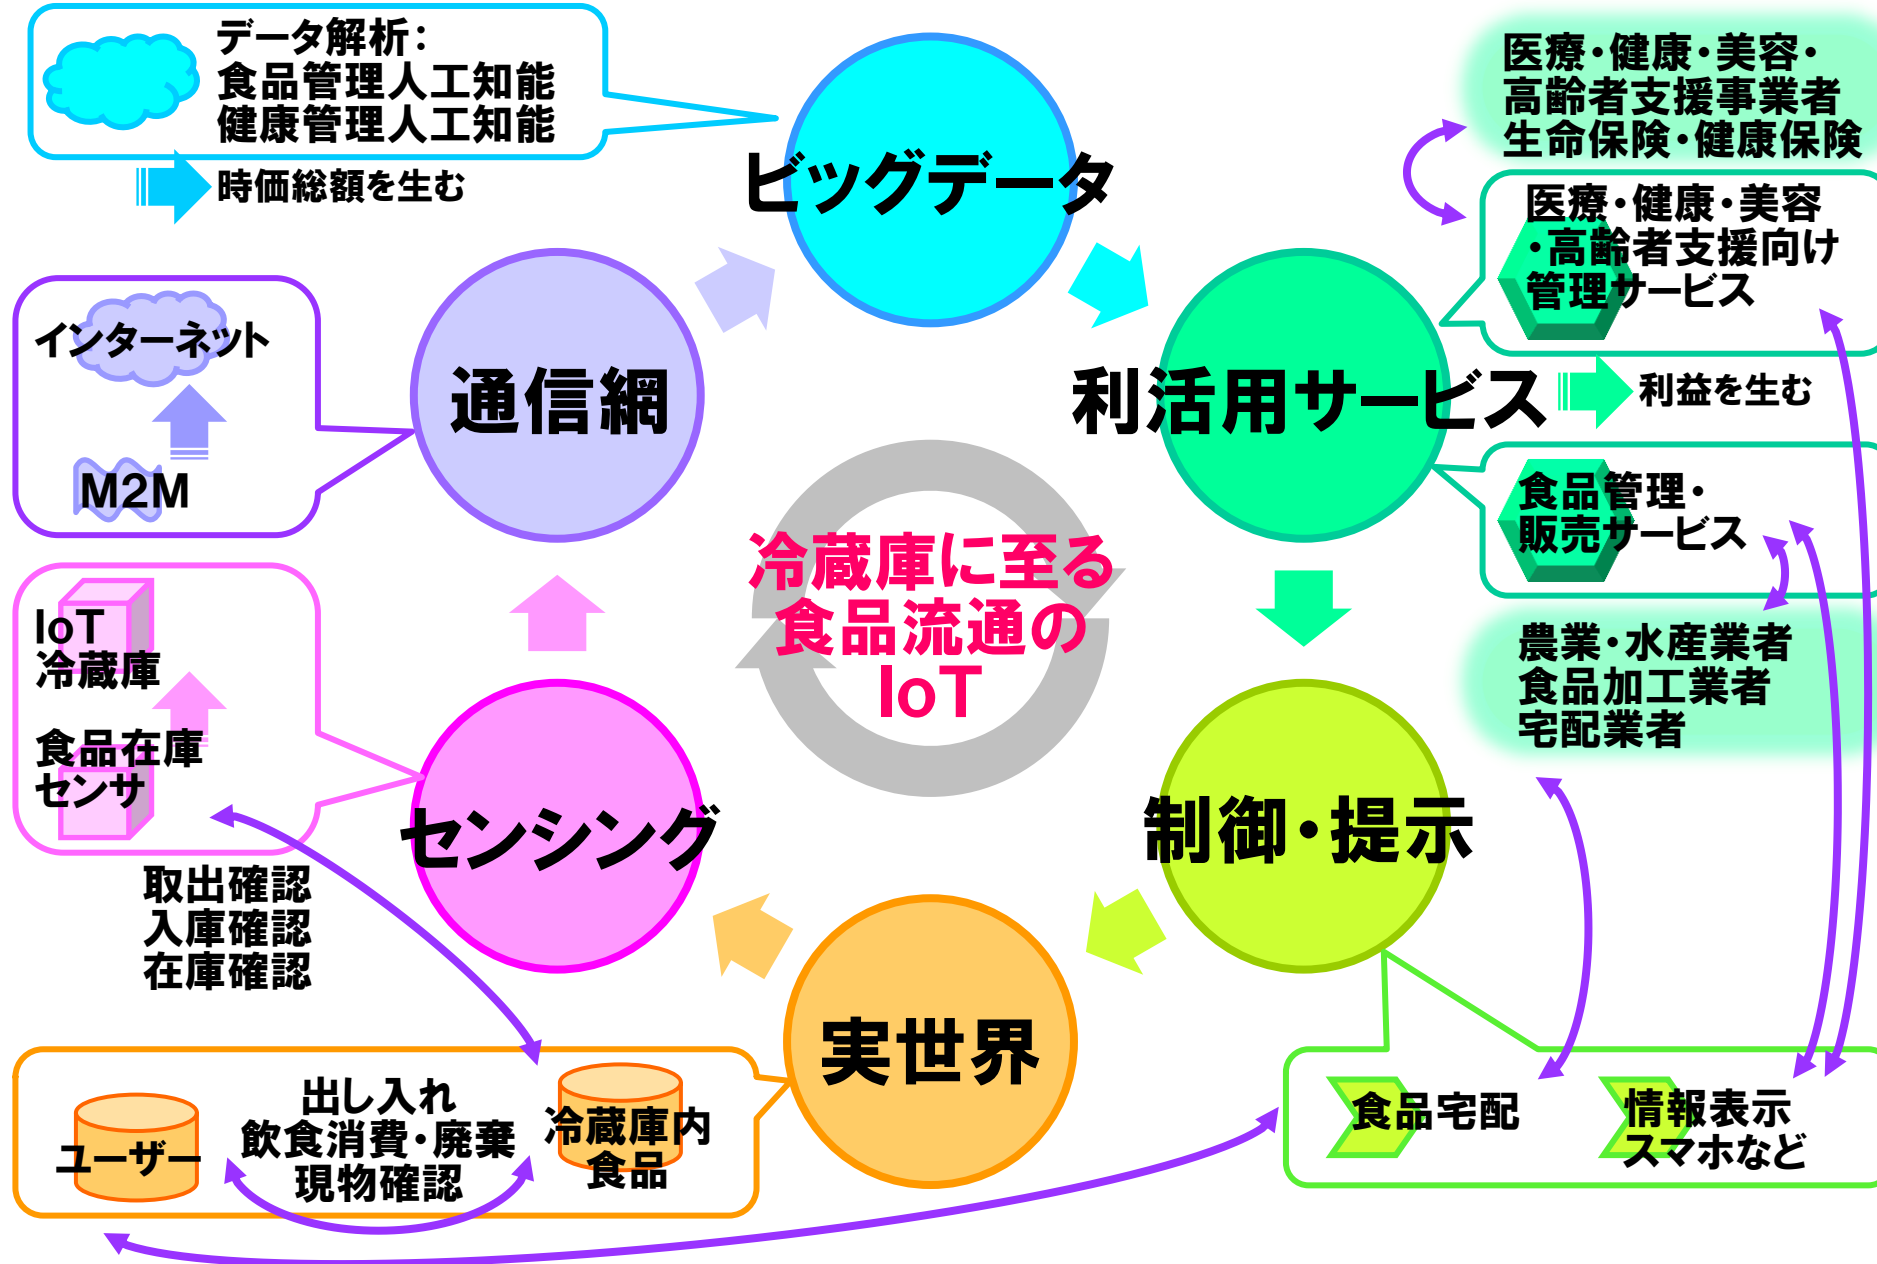 データ解析：
食品管理人工知能
健康管理人工知能
時価総額を生む
ビッグデータ
医療・健康・美容・
高齢者支援事業者
生命保険・健康保険
医療・健康・美容
・高齢者支援向け
管理サービス
利活用サービス
利益を生む
食品管理・
販売サービス
農業・水産業者
食品加工業者
宅配業者
通信網
インターネット
M2M
冷蔵庫に至る
食品流通の
IoT
IoT
冷蔵庫
食品在庫
センサ
センシング
制御・提示
取出確認
入庫確認
在庫確認
実世界
ユーザー
出し入れ
飲食消費・廃棄
現物確認
冷蔵庫内
食品
食品宅配
情報表示
スマホなど